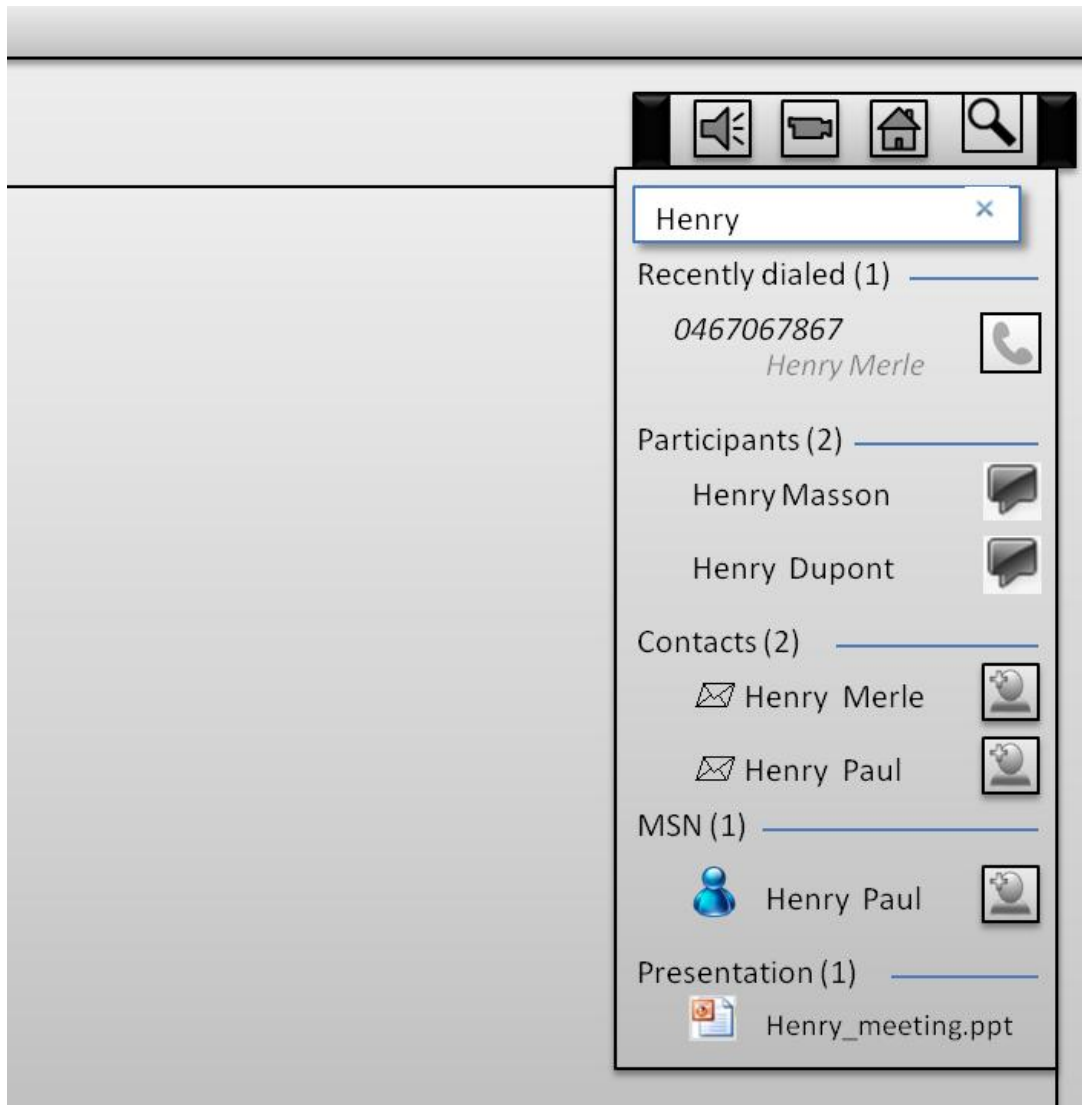 Henry
Recently dialed (1)
0467067867
Henry Merle
Participants (2)
Henry Masson
Henry Dupont
Contacts (2)
Henry Merle
Henry Paul
MSN (1)
Henry Paul
Presentation (1)
Henry_meeting.ppt